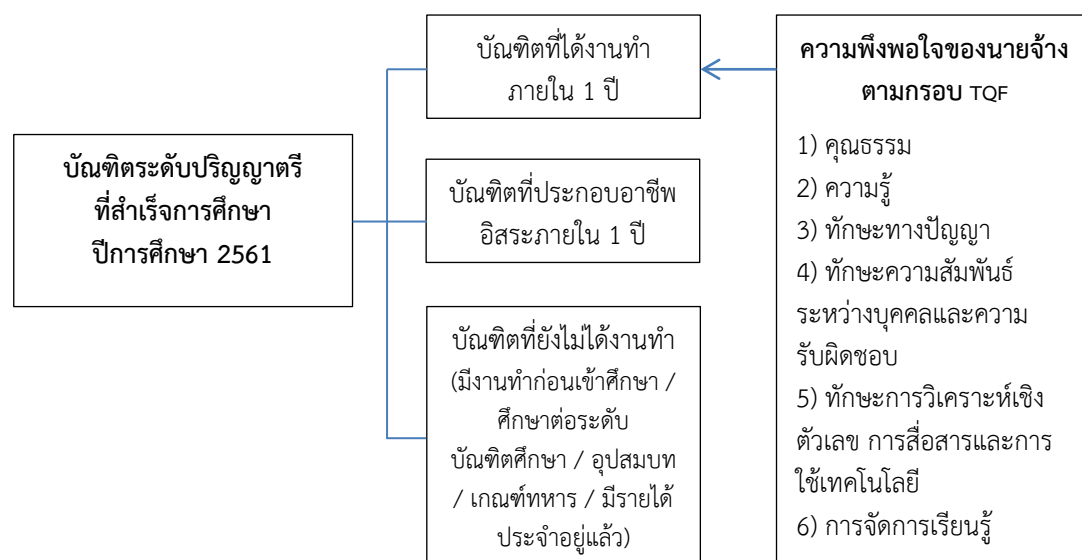 บัณฑิตระดับปริญญาตรี
ที่สำเร็จการศึกษา
ปีการศึกษา 2561
บัณฑิตที่ได้งานทำ
ภายใน 1 ปี
บัณฑิตที่ประกอบอาชีพ
อิสระภายใน 1 ปี
บัณฑิตที่ยังไม่ได้งานทำ
(มีงานทำก่อนเข้าศึกษา /
ศึกษาต่อระดับ
บัณฑิตศึกษา / อุปสมบท
/ เกณฑ์ทหาร / มีรายได้
ประจำอยู่แล้ว)
ความพึงพอใจของนายจ้าง
ตามกรอบ TQF
1) คุณธรรม
2) ความรู้
3) ทักษะทางปัญญา
4) ทักษะความสัมพันธ์
ระหว่างบุคคลและความ
รับผิดชอบ
5) ทักษะการวิเคราะห์เชิง
ตัวเลข การสื่อสารและการ
ใช้เทคโนโลยี
6) การจัดการเรียนรู้